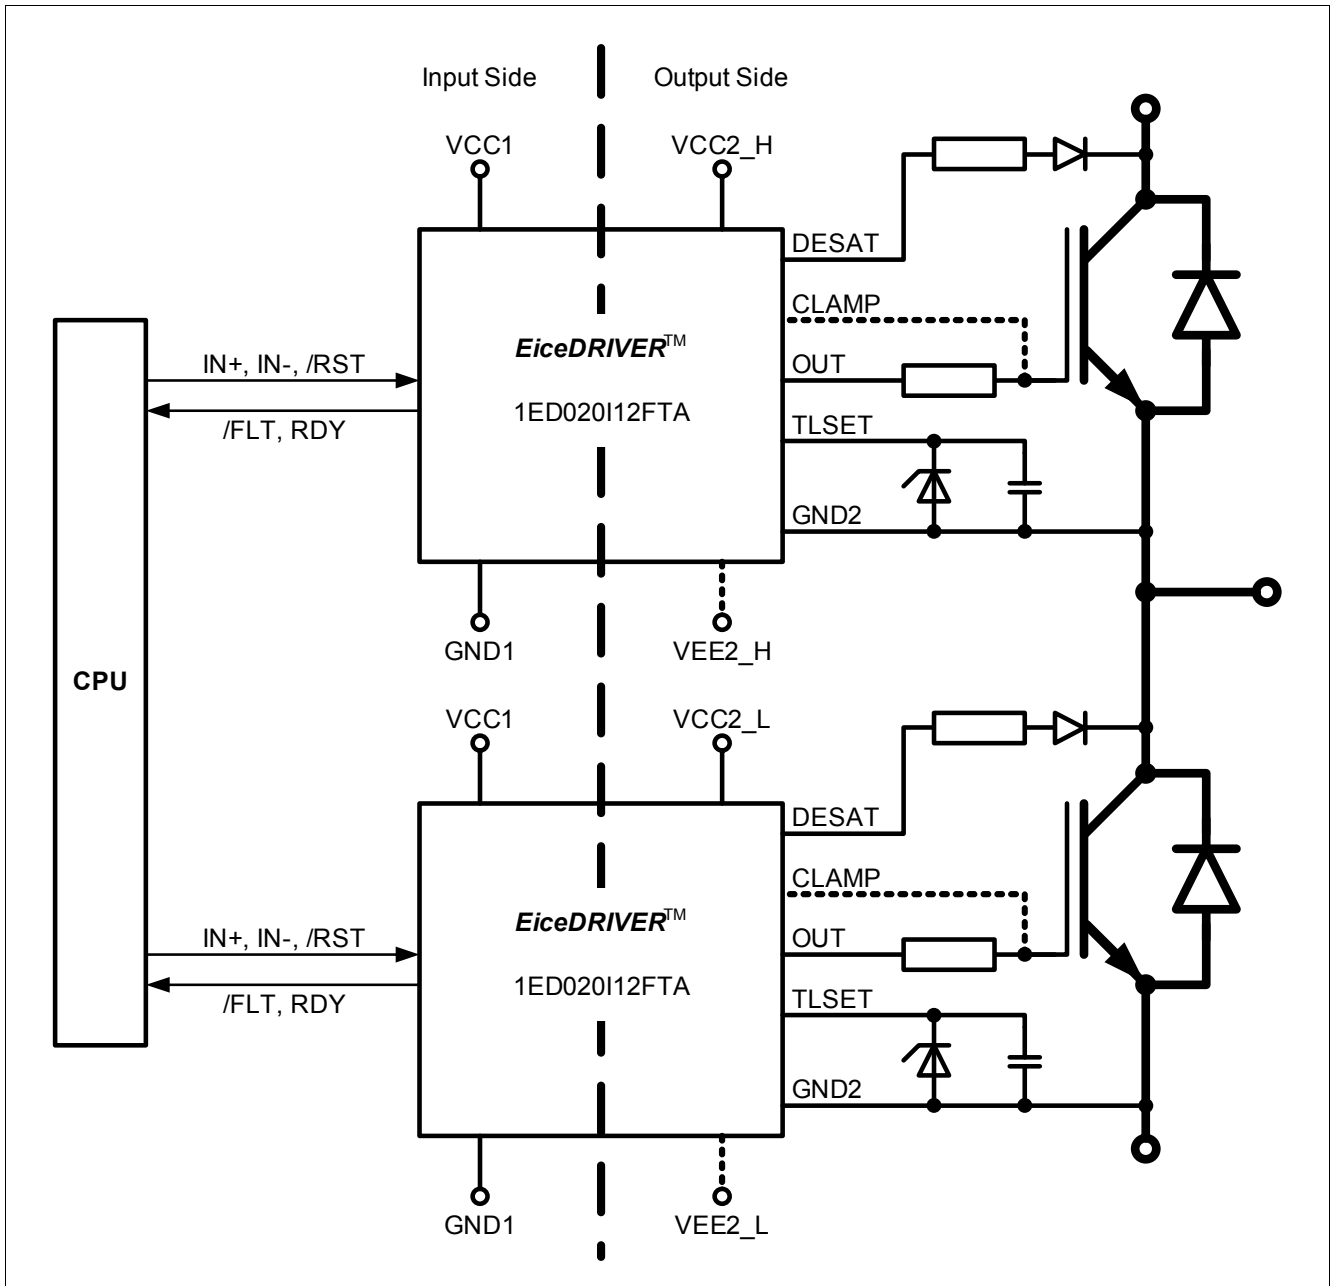 Input Side
Output Side
VCC1
VCC2_H
DESAT
CLAMP
EiceDRIVER™
IN+, IN-, /RST
OUT
1ED020I12FTA
/FLT, RDY
TLSET
GND2
GND1
VEE2_H
CPU
VCC1
VCC2_L
DESAT
CLAMP
EiceDRIVER™
IN+, IN-, /RST
OUT
1ED020I12FTA
/FLT, RDY
TLSET
GND2
GND1
VEE2_L